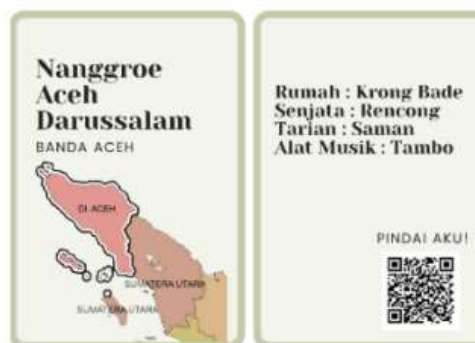 Nanggroe
Aceh
Darussalam
BANDA ACEH
DI. ACEH
SUMATERA UTARA
SUMATERA UTARA
Rumah : Krong Bade
Senjata : Rencong
Tarian : Saman
Alat Musik : Tambo
PINDAI AKU!